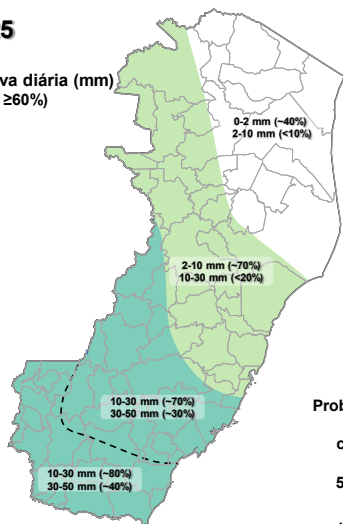 5
va diária (mm)
≥60%)
0-2 mm (~40%)
2-10 mm (<10%)
2-10 mm (~70%)
10-30 mm (<20%)
10-30 mm (~70%)
30-50 mm (~30%)
Prob
10-30 mm (~80%)
30-50 mm (~40%)
5